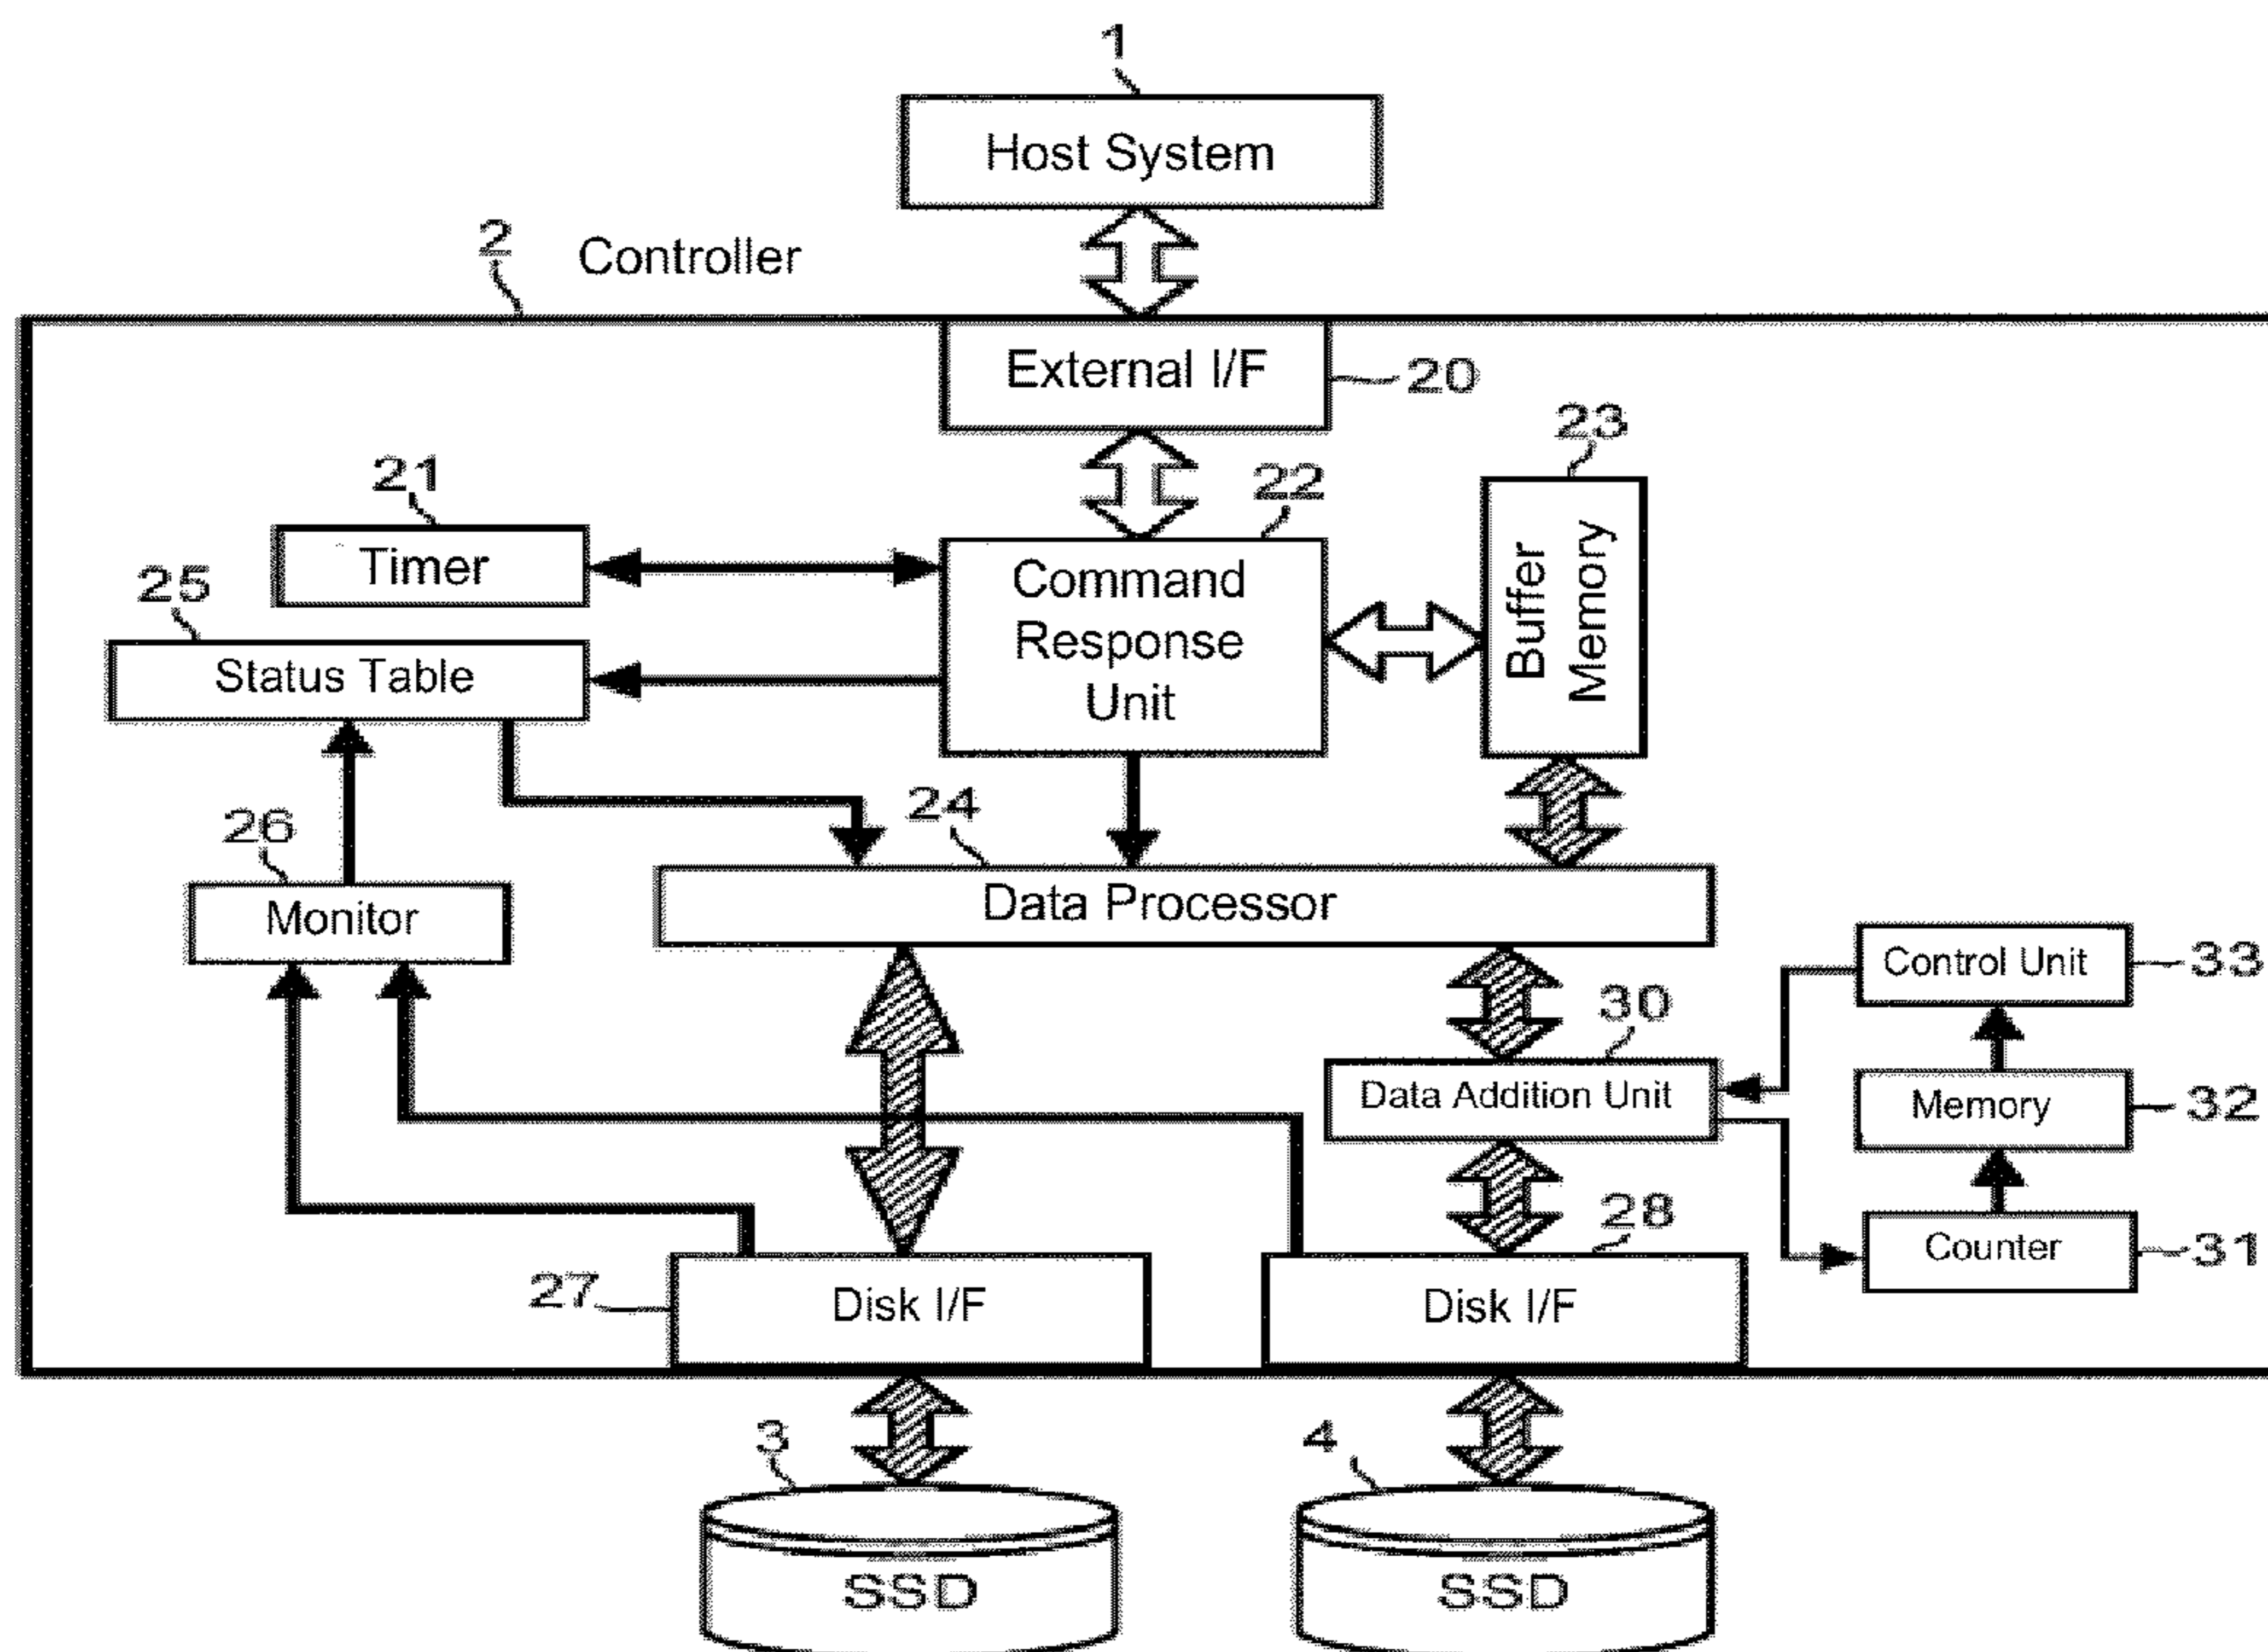 1
Host System
2
Controller
External I/F
20
23
21
22
Timer
Command
Response
Unit
Buffer
Memory
25
Status Table
24
26
Data Processor
Monitor
Control Unit
33
30
Data Addition Unit
Memory
32
28
Counter
31
27
Disk I/F
Disk I/F
3
4
SSD
SSD